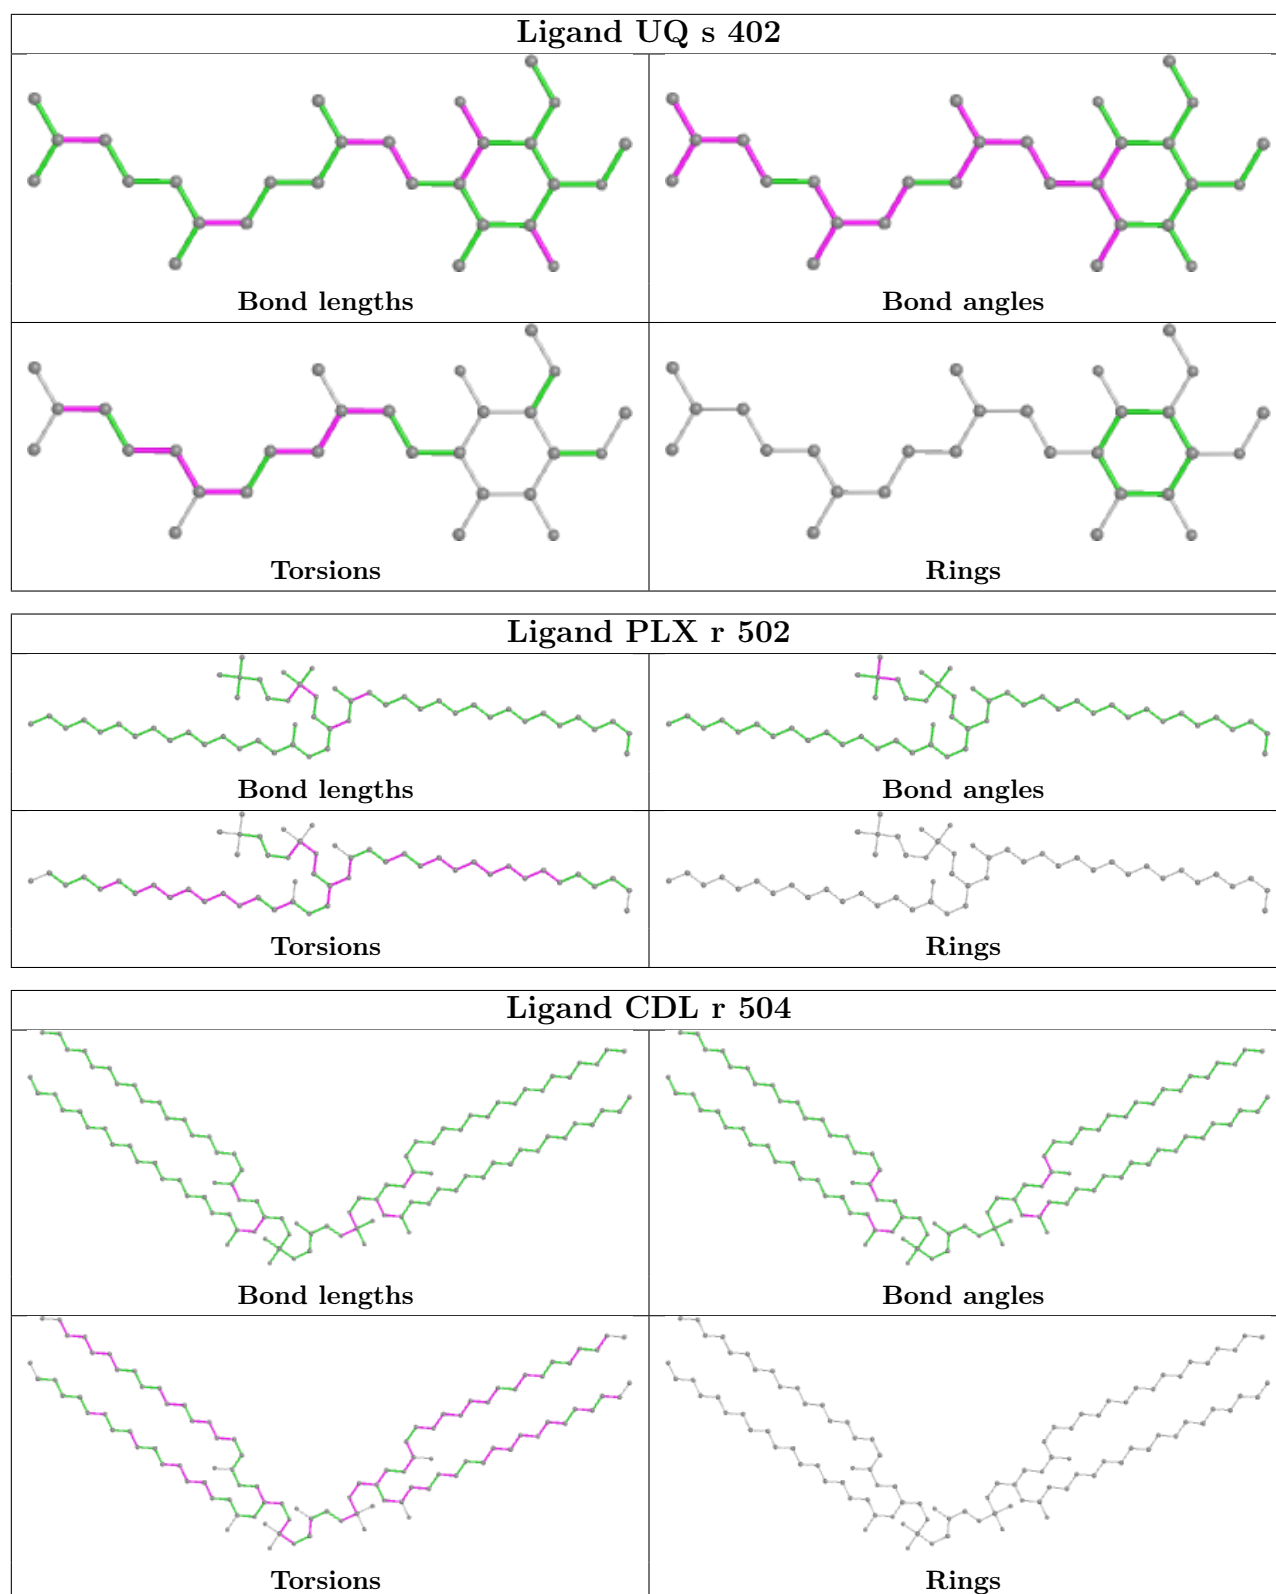 Ligand UQ s 402
Bond lengths
Bond angles
Torsions
Rings
Ligand PLX r 502
Bond lengths
Bond angles
Torsions
Rings
Ligand CDL r 504
Bond lengths
Bond angles
Torsions
Rings